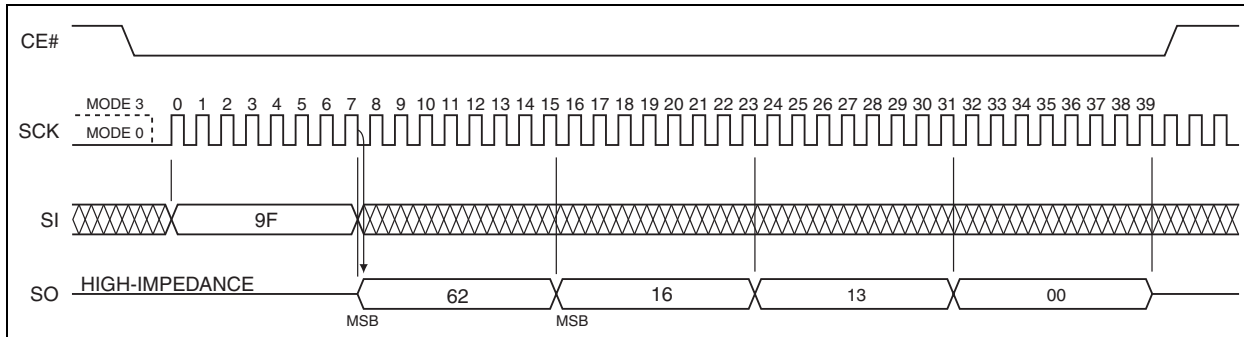 CE#
MODE 3 0 1 2 3 4 5 6 7 8 9 10 11 12 13 14 15 16 17 18 19 20 21 22 23 24 25 26 27 28 29 30 31 32 33 34 35 36 37 38 39
SCK MODE 0
SI 9F
SO HIGH-IMPEDANCE 62 16 13 00
MSB MSB